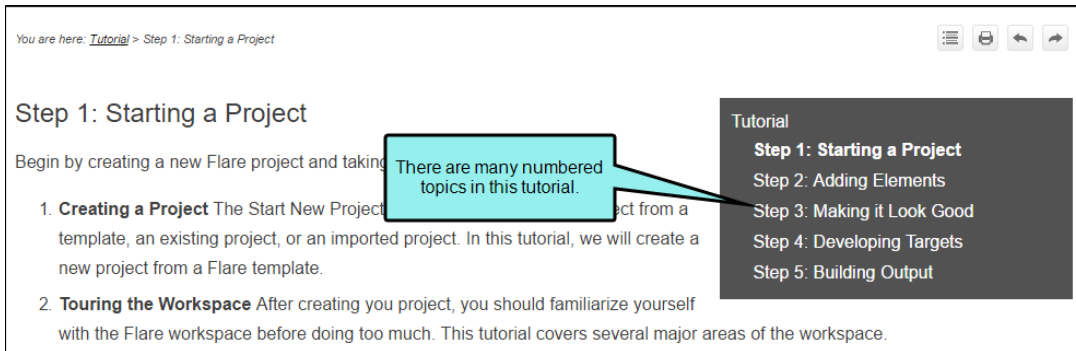 You are here: Tutorial > Step 1: Starting a Project
Step 1: Starting a Project
Begin by creating a new Flare project and taking
1. Creating a Project The Start New Project ect from a
template, an existing project, or an imported project. In this tutorial, we will create a
new project from a Flare template.
2. Touring the Workspace After creating you project, you should familiarize yourself
with the Flare workspace before doing too much. This tutorial covers several major areas of the workspace.
There are many numbered
topics in this tutorial.
Tutorial
Step 1: Starting a Project
Step 2: Adding Elements
Step 3: Making it Look Good
Step 4: Developing Targets
Step 5: Building Output